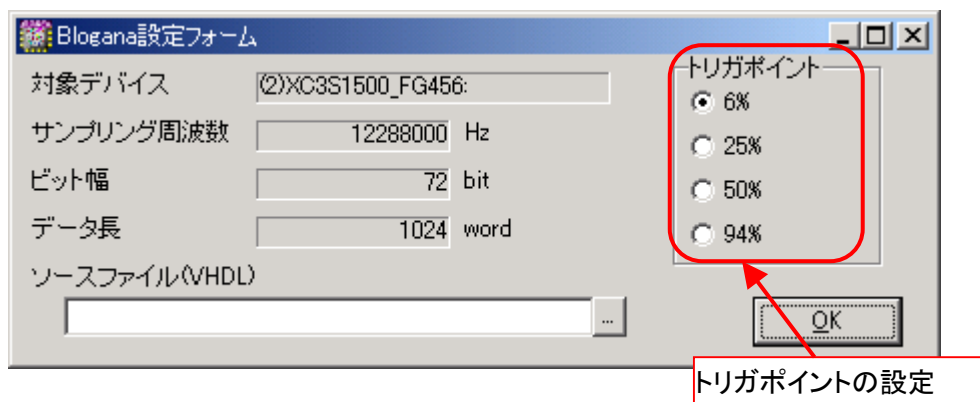 Blogana設定フォーム
対象デバイス (2)XC3S1500_FG456:
サンプリング周波数 12288000 Hz
ビット幅 72 bit
データ長 1024 word
ソースファイル(VHDL)
...
トリガポイント
6%
25%
50%
94%
OK
トリガポイントの設定